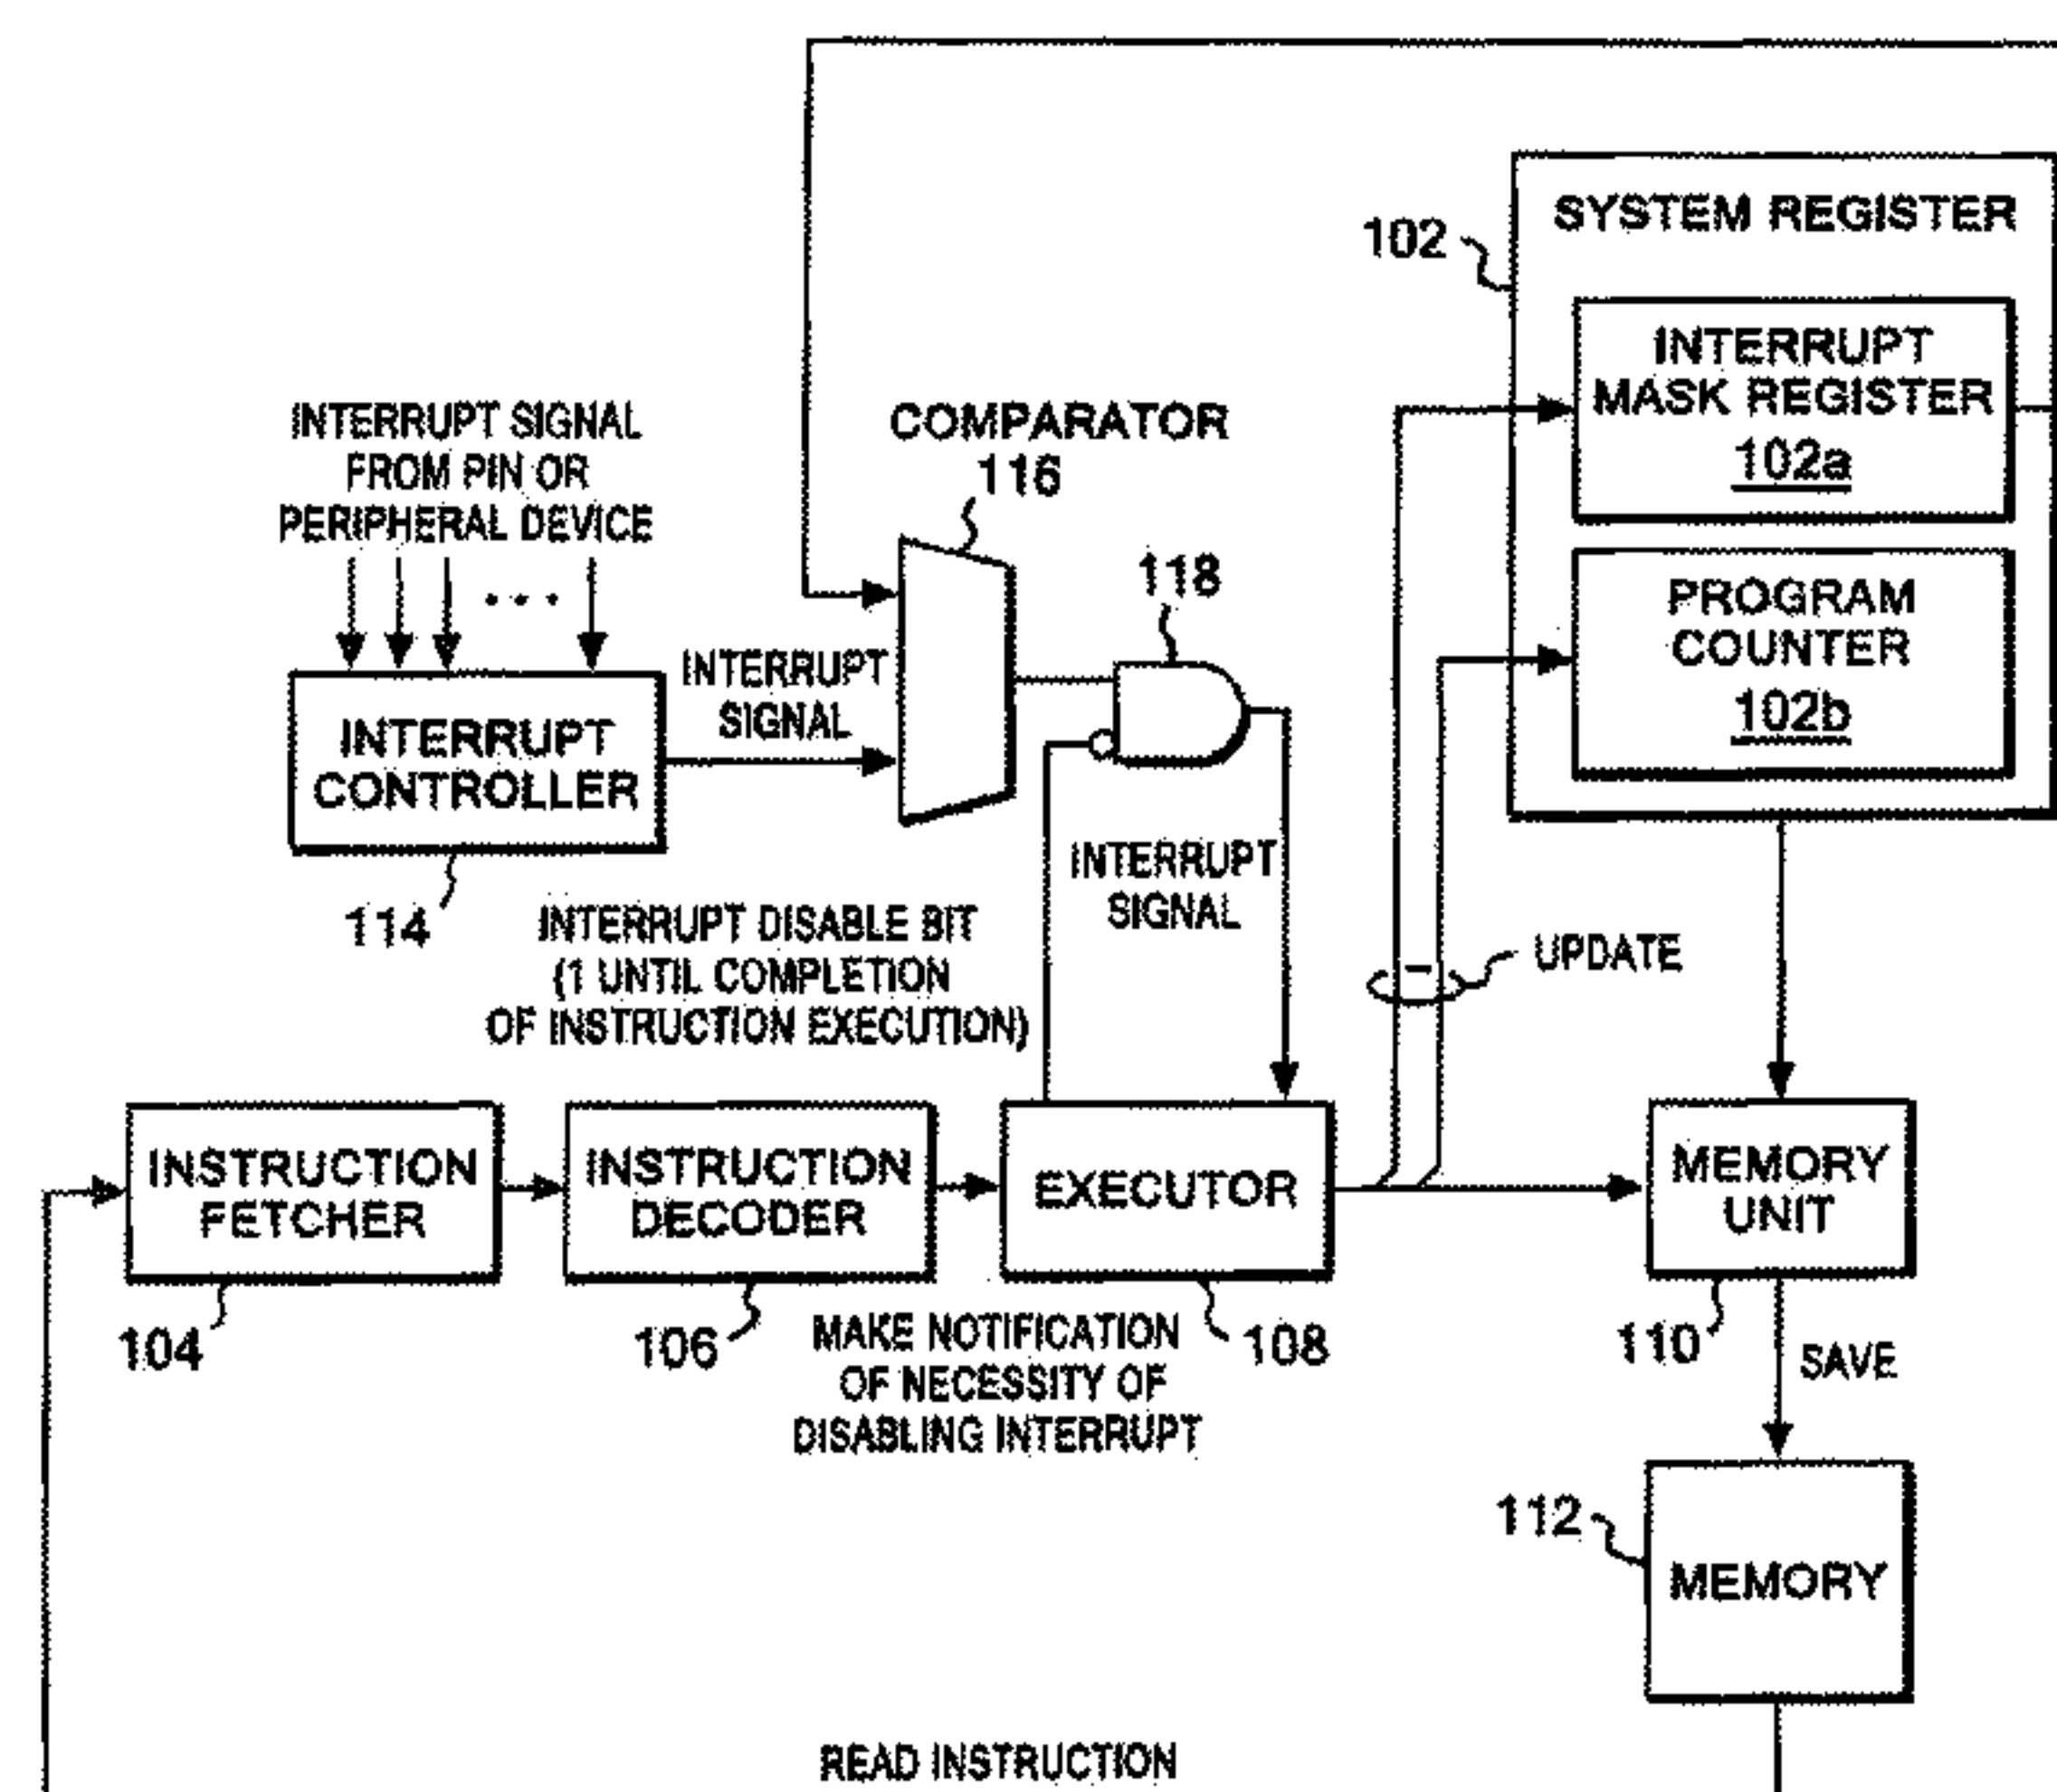 SYSTEM REGISTER
102
INTERRUPT
MASK REGISTER
102a
PROGRAM
COUNTER
102b
INTERRUPT SIGNAL
FROM PIN OR
PERIPHERAL DEVICE
COMPARATOR
116
118
. . .
INTERRUPT
SIGNAL
INTERRUPT
CONTROLLER
114
INTERRUPT
SIGNAL
INTERRUPT DISABLE BIT
(1 UNTIL COMPLETION
OF INSTRUCTION EXECUTION)
UPDATE
INSTRUCTION
FETCHER
104
INSTRUCTION
DECODER
106
EXECUTOR
108
MEMORY
UNIT
110
MAKE NOTIFICATION
OF NECESSITY OF
DISABLING INTERRUPT
SAVE
112
MEMORY
READ INSTRUCTION